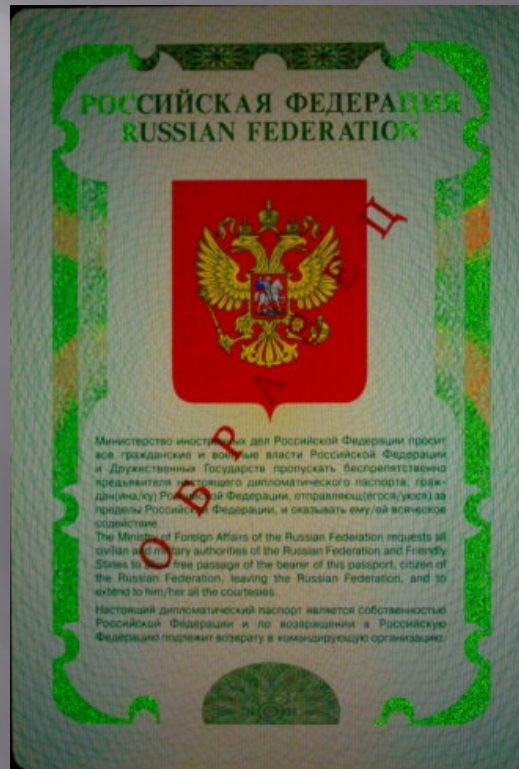 РОССИЙСКАЯ ФЕДЕРАЦИЯ
RUSSIAN FEDERATION
ОБРАЗЕЦ
Министерство иностранных дел Российской Федерации просит
все гражданские и военные власти Российской Федерации
и Дружественных Государств пропускать беспрепятственно
предъявителя настоящего дипломатического паспорта, граж-
дан(ина/ку) Российской Федерации, отправляющ(егося/уюся) за
пределы Российской Федерации, и оказывать ему/ей всяческое
содействие.
The Ministry of Foreign Affairs of the Russian Federation requests all
civilian and military authorities of the Russian Federation and Friendly
States to free passage of the bearer of this passport, citizen of
the Russian Federation, leaving the Russian Federation, and to
extend to him/her all the courtesies.
Настоящий дипломатический паспорт является собственностью
Российской Федерации и по возвращении в Российскую
Федерацию подлежит возврату в командирующую организацию.